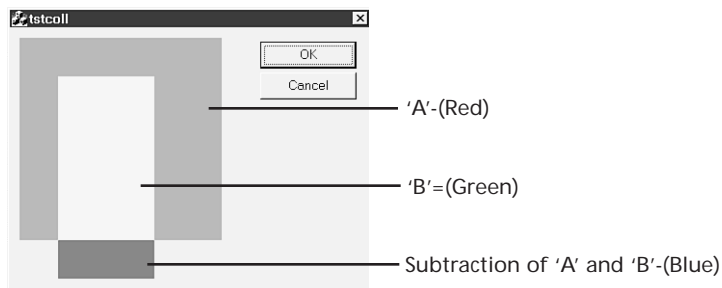 tstcoll
OK
Cancel
‘A’-(Red)
‘B’=(Green)
Subtraction of ‘A’ and ‘B’-(Blue)